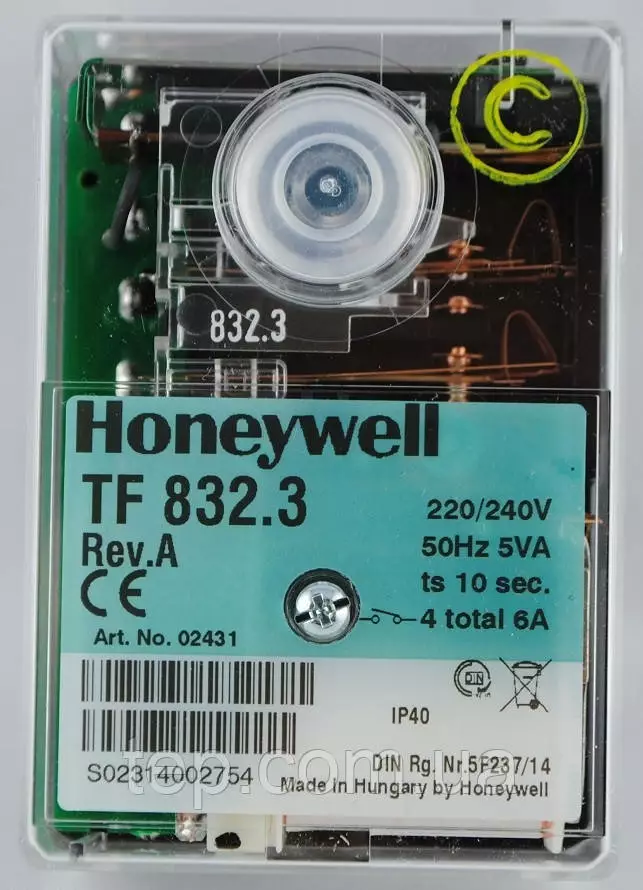 C
832.3
Honeywell
TF 832.3
Rev.A
CE
Art. No. 02431
220/240V
50Hz 5VA
ts 10 sec.
4 total 6A
DIN
IP40
S02314002754
DIN Rg. Nr.5F237/14
Made in Hungary by Honeywell
tep.com.ua